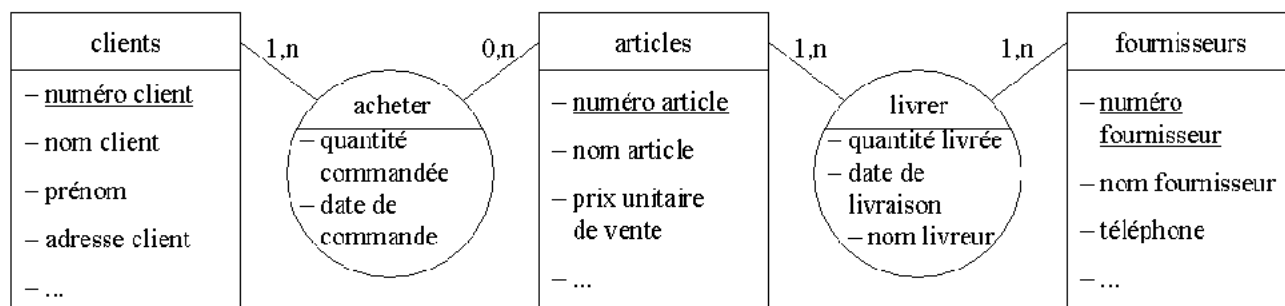 clients
1,n
0,n
articles
1,n
1,n
fournisseurs
– numéro client
– nom client
– prénom
– adresse client
– ...
acheter
– quantité
commandée
– date de
commande
– numéro article
– nom article
– prix unitaire
de vente
– ...
livrer
– quantité livrée
– date de
livraison
– nom livreur
– numéro
fournisseur
– nom fournisseur
– téléphone
– ...